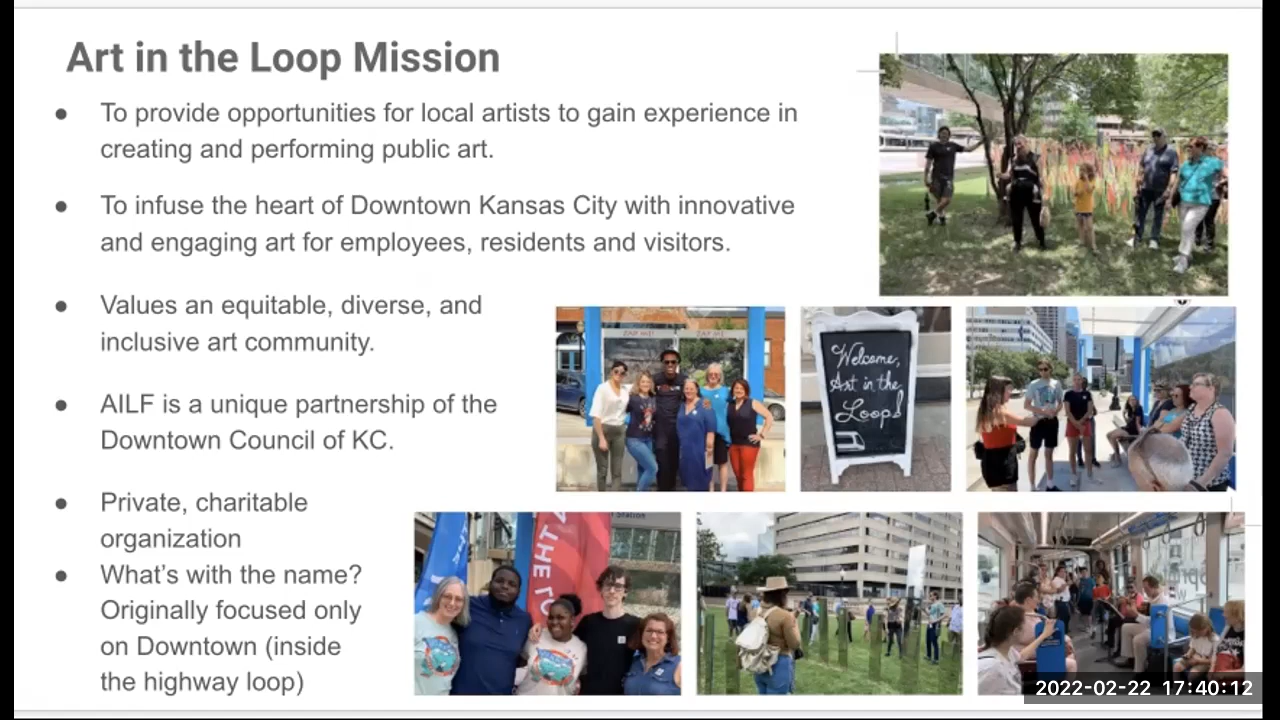 Art in the Loop Mission
● To provide opportunities for local artists to gain experience in
creating and performing public art.
● To infuse the heart of Downtown Kansas City with innovative
and engaging art for employees, residents and visitors.
● Values an equitable, diverse, and
inclusive art community.
● AILF is a unique partnership of the
Downtown Council of KC.
● Private, charitable
organization
● What’s with the name?
Originally focused only
on Downtown (inside
the highway loop)
ZAP ME!
ZAP ME!
Welcome,
Art in the
Loop!
THE
2022-02-22 17:40:12